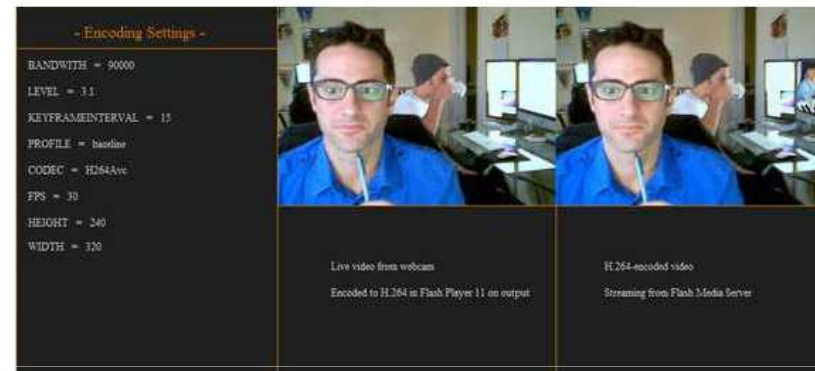 - Encoding Settings -
BANDWITH = 90000
LEVEL = 3.1
KEYFRAMEINTERVAL = 15
PROFILE = baseline
CODEC = H264Avc
FPS = 30
HEIGHT = 240
WIDTH = 320
Live video from webcam
Encoded to H.264 in Flash Player 11 on output
H.264-encoded video
Streaming from Flash Media Server